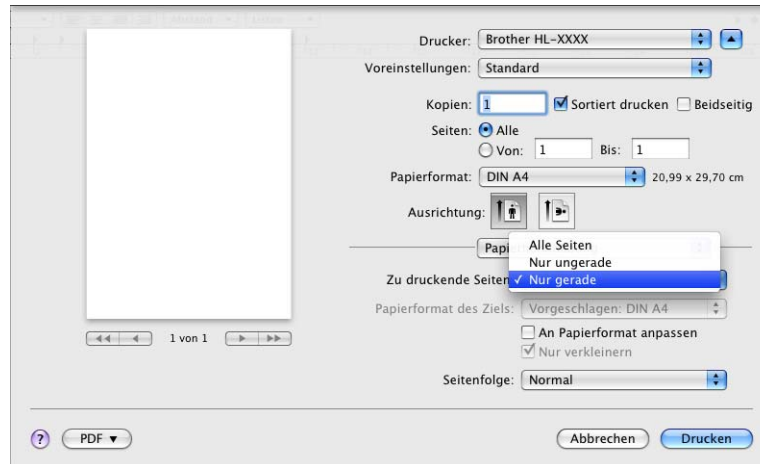 Drucker: Brother HL-XXXX
Voreinstellungen: Standard
Kopien: 1 Sortiert drucken Beidseitig
Seiten: Alle
Von: 1 Bis: 1
Papierformat: DIN A4 20,99 x 29,70 cm
Ausrichtung:
Alle Seiten
Nur ungerade
Zu druckende Seiten ✓ Nur gerade
Papierformat des Ziels: Vorgeschlagen: DIN A4
An Papierformat anpassen
1 von 1
Nur verkleinern
Seitenfolge: Normal
? PDF ▼ Abbrechen Drucken